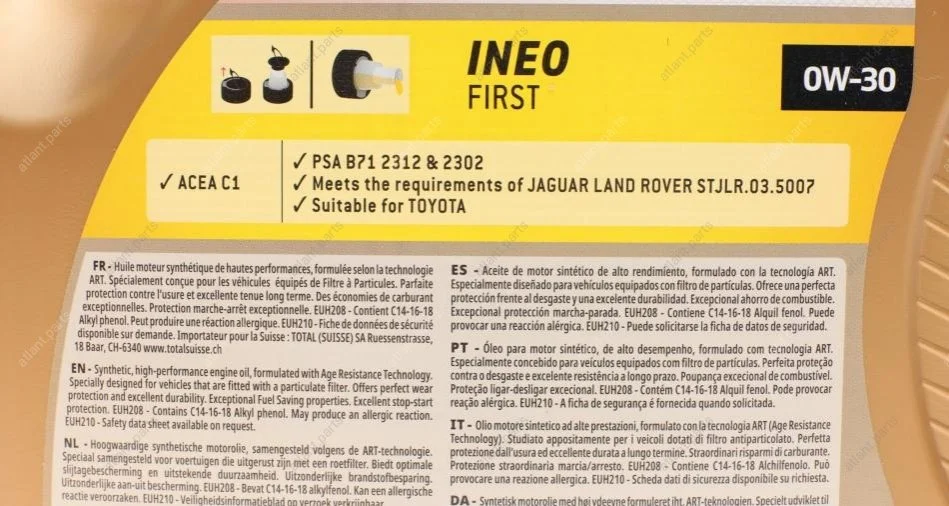 INEO
FIRST
0W-30
✓ ACEA C1
✓ PSA B71 2312 & 2302
✓ Meets the requirements of JAGUAR LAND ROVER STJLR.03.5007
✓ Suitable for TOYOTA
FR - Huile moteur synthétique de hautes performances, formulée selon la technologie
ART. Spécialement conçue pour les véhicules équipés de Filtre à Particules. Parfaite
protection contre l'usure et excellente tenue long terme. Des économies de carburant
exceptionnelles. Protection marche-arrêt exceptionnelle. EUH208 - Contient C14-16-18
Alkyl phenol. Peut produire une réaction allergique. EUH210 - Fiche de données de sécurité
disponible sur demande. Importateur pour la Suisse : TOTAL (SUISSE) SA Ruessenstrasse,
18 Baar, CH-6340 www.totalsuisse.ch
EN - Synthetic, high-performance engine oil, formulated with Age Resistance Technology.
Specially designed for vehicles that are fitted with a particulate filter. Offers perfect wear
protection and excellent durability. Exceptional Fuel Saving properties. Excellent stop-start
protection. EUH208 - Contains C14-16-18 Alkyl phenol. May produce an allergic reaction.
EUH210 - Safety data sheet available on request.
NL - Hoogwaardige synthetische motorolie, samengesteld volgens de ART-technologie.
Speciaal samengesteld voor voertuigen die uitgerust zijn met een roetfilter. Biedt optimale
slijtagebescherming en uitstekende duurzaamheid. Uitzonderlijke brandstofbesparing.
Uitzonderlijke aan-uit bescherming. EUH208 - Bevat C14-16-18 alkylfenol. Kan een allergische
reactie veroorzaken. EUH210 - Veiligheidsinformatieblad op verzoek verkrijgbaar.
ES - Aceite de motor sintético de alto rendimiento, formulado con la tecnología ART.
Especialmente diseñado para vehículos equipados con filtro de partículas. Ofrece una perfecta
protección frente al desgaste y una excelente durabilidad. Excepcional ahorro de combustible.
Excepcional protección marcha-parada. EUH208 - Contiene C14-16-18 Alquil fenol. Puede
provocar una reacción alérgica. EUH210 - Puede solicitarse la ficha de datos de seguridad.
PT - Óleo para motor sintético, de alto desempenho, formulado com tecnologia ART.
Especialmente concebido para veículos equipados com filtro de partículas. Perfeita proteção
contra o desgaste e excelente resistência a longo prazo. Poupança excecional de combustível.
Proteção ligar-desligar excecional. EUH208 - Contém C14-16-18 Alquil fenol. Pode provocar
reação alérgica. EUH210 - A ficha de segurança é fornecida quando solicitada.
IT - Olio motore sintetico ad alte prestazioni, formulato con la tecnologia ART (Age Resistance
Technology). Studiato appositamente per i veicoli dotati di filtro antiparticolato. Perfetta
protezione dall'usura ed eccellente durata a lungo termine. Straordinari risparmi di carburante.
Protezione straordinaria marcia/arresto. EUH208 - Contiene C14-16-18 Alchilfenolo. Può
provocare una reazione allergica. EUH210 - Scheda dati di sicurezza disponibile su richiesta.
DA - Syntetisk motorolie med høj ydeevne formuleret iht. ART-teknologien. Specielt udviklet til
atlant.parts